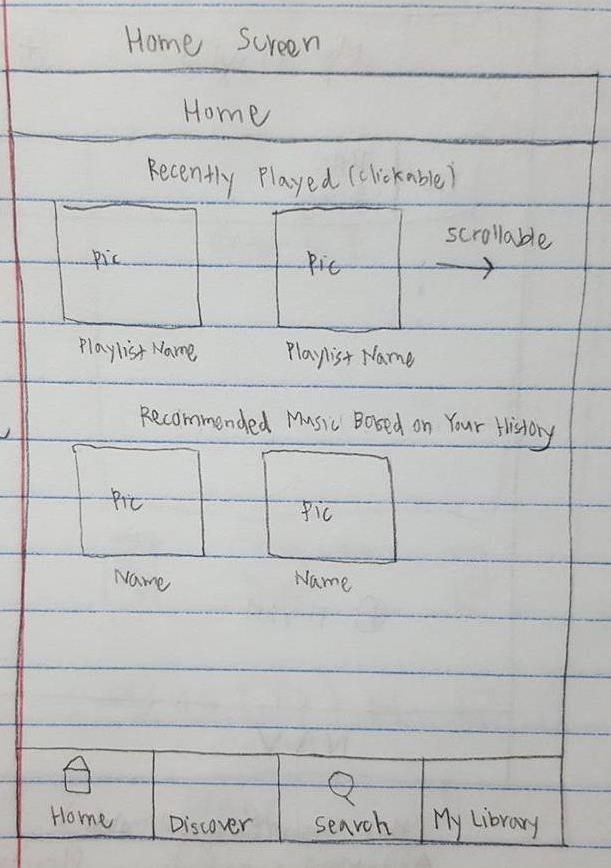 Home Screen
Home
Recently Played (Clickable)
Pic Pic scrollable
Playlist Name Playlist Name
Recommended Music Based on Your History
Pic Pic
Name Name
Home Discover Search My Library